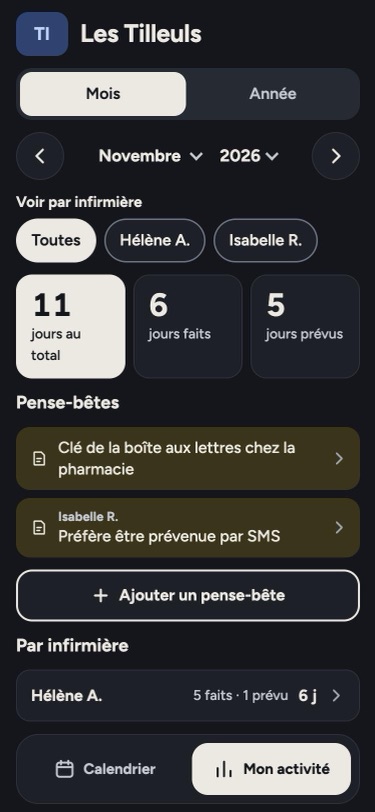 TI
Les Tilleuls
Mois
Année
Novembre
2026
Voir par infirmière
Toutes
Hélène A.
Isabelle R.
11
jours au
total
6
jours faits
5
jours prévus
Pense-bêtes
Clé de la boîte aux lettres chez la
pharmacie
Isabelle R.
Préfère être prévenue par SMS
Ajouter un pense-bête
Par infirmière
Hélène A.
5 faits · 1 prévu
6 j
Calendrier
Mon activité